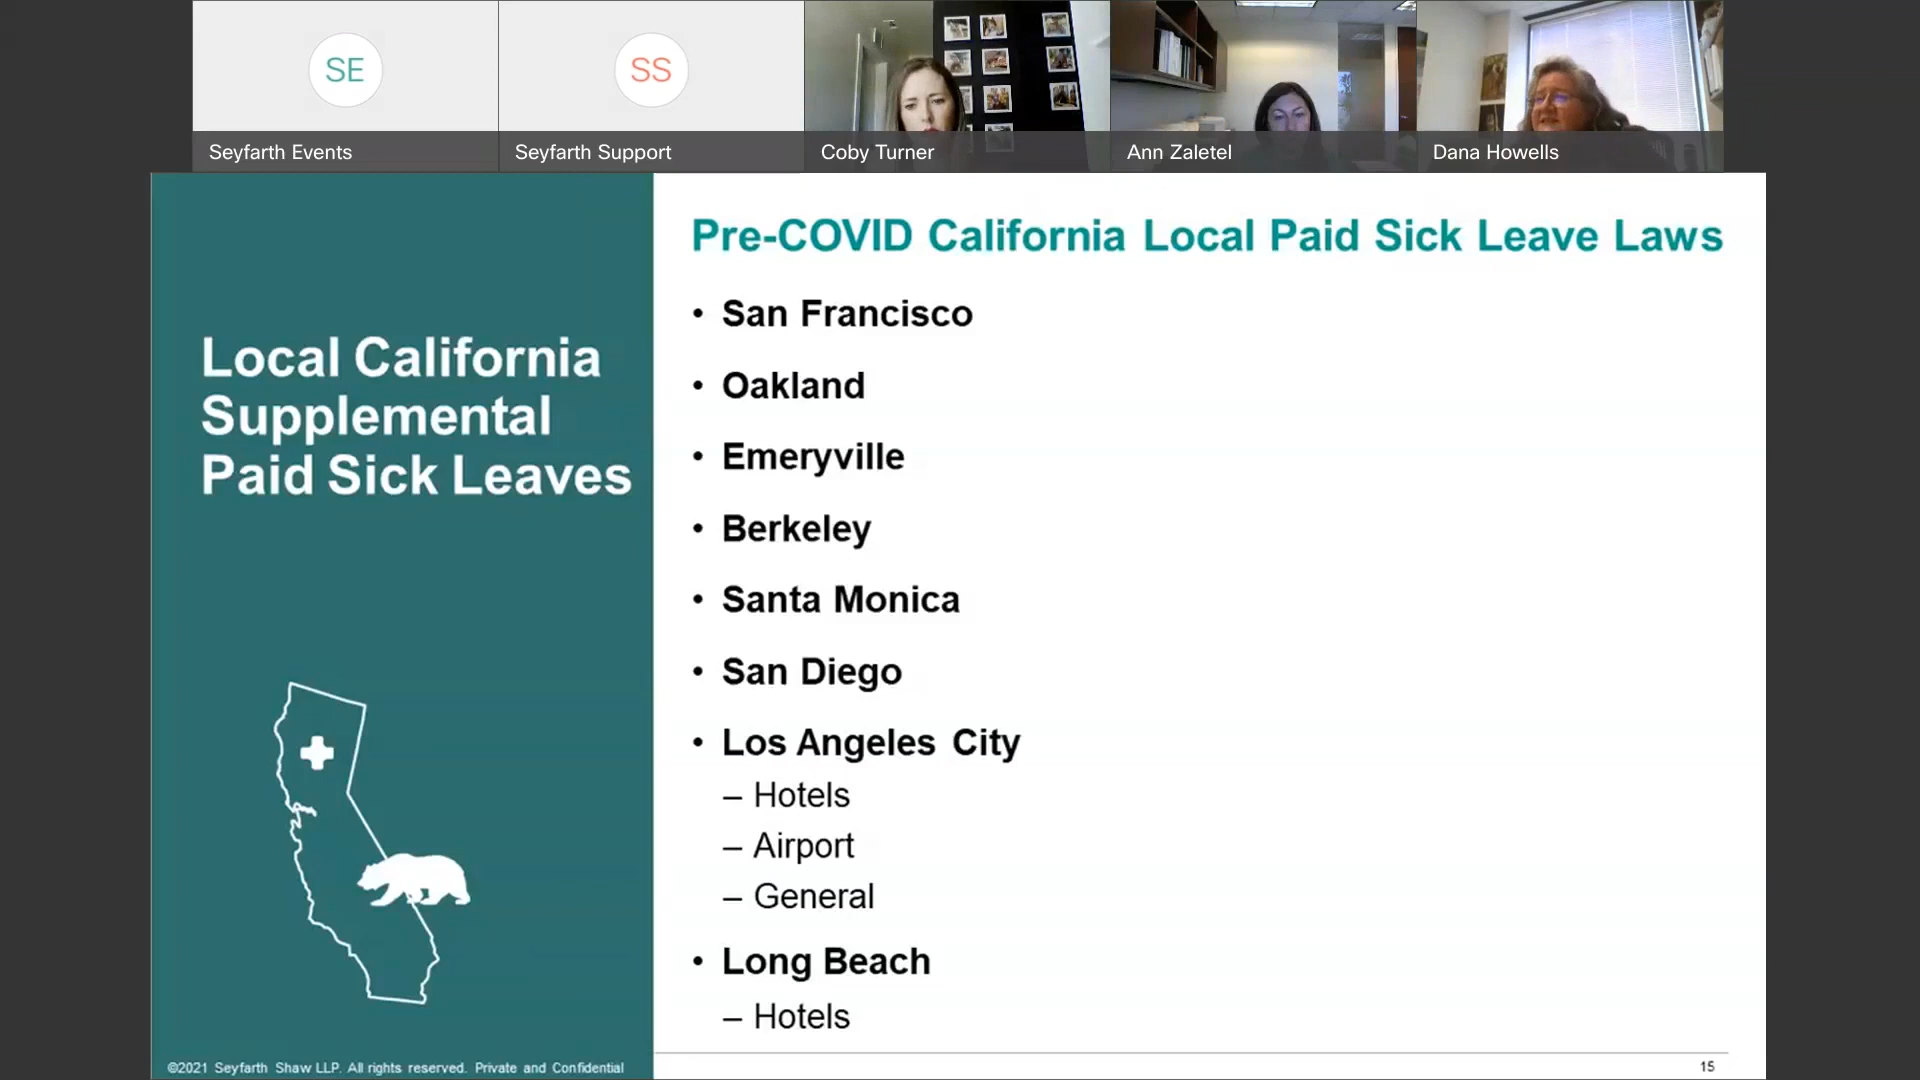 SE
SS
Seyfarth Events
Seyfarth Support
Coby Turner
Ann Zaletel
Dana Howells
Local California
Supplemental
Paid Sick Leaves
©2021 Seyfarth Shaw LLP. All rights reserved. Private and Confidential
Pre-COVID California Local Paid Sick Leave Laws
• San Francisco
• Oakland
• Emeryville
• Berkeley
• Santa Monica
• San Diego
• Los Angeles City
– Hotels
– Airport
– General
• Long Beach
– Hotels
15